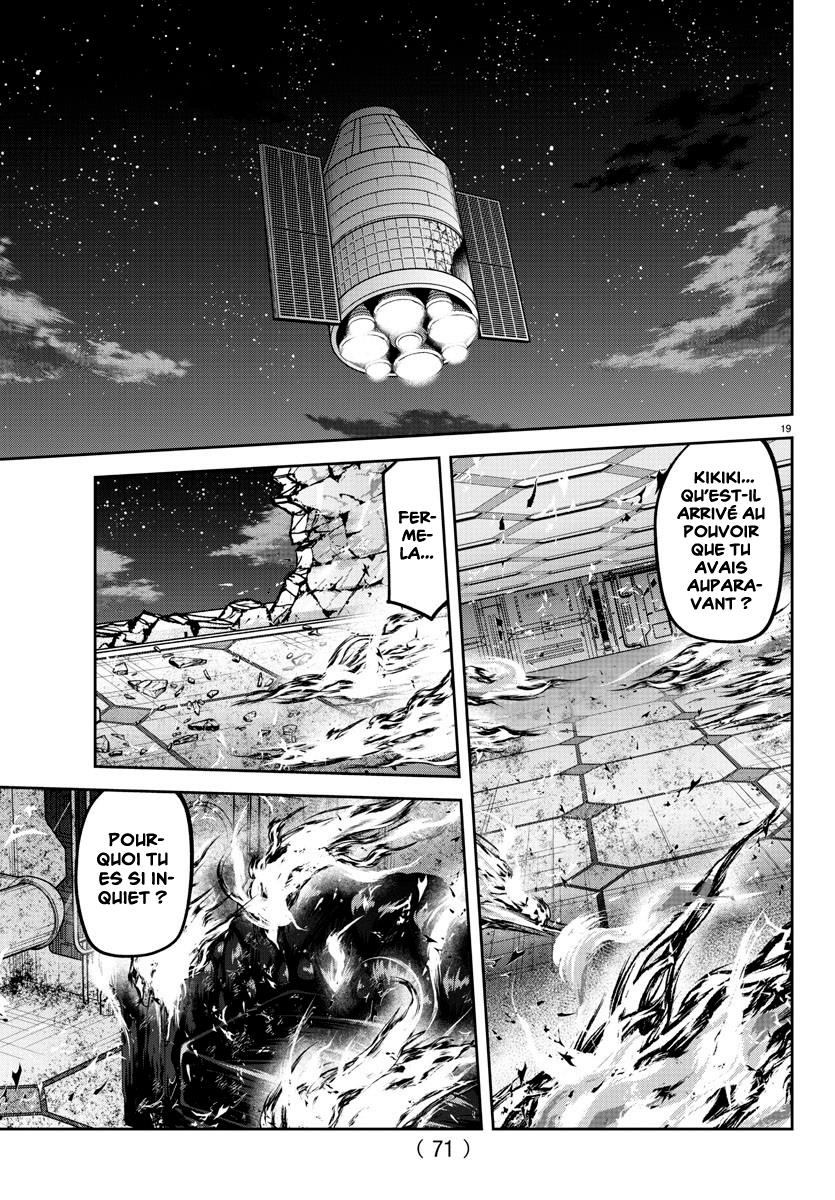 19
KIKIKI...
QU'EST-IL
ARRIVÉ AU
POUVOIR
QUE TU
AVAIS
AUPARA-
VANT ?
FER-
ME-
LA...
POUR-
QUOI TU
ES SI IN-
QUIET ?
( 71 )